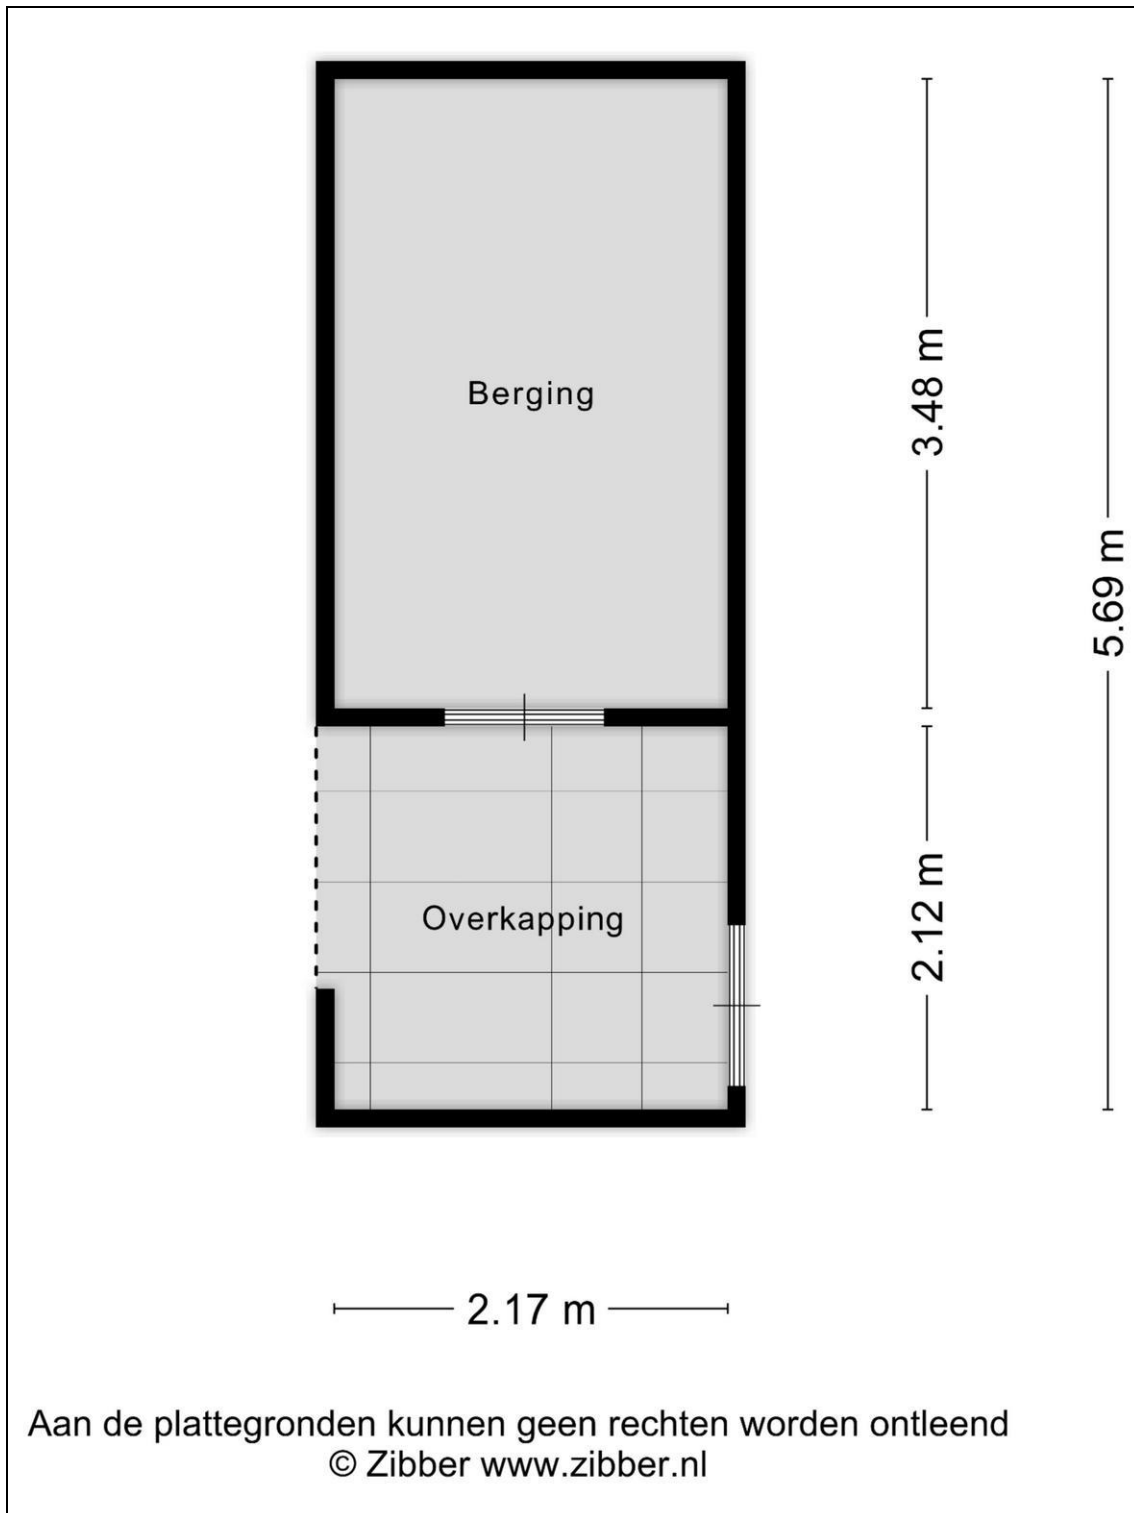 Berging
3.48 m
5.69 m
Overkapping
2.12 m
2.17 m
Aan de plattegronden kunnen geen rechten worden ontleend
© Zibber www.zibber.nl